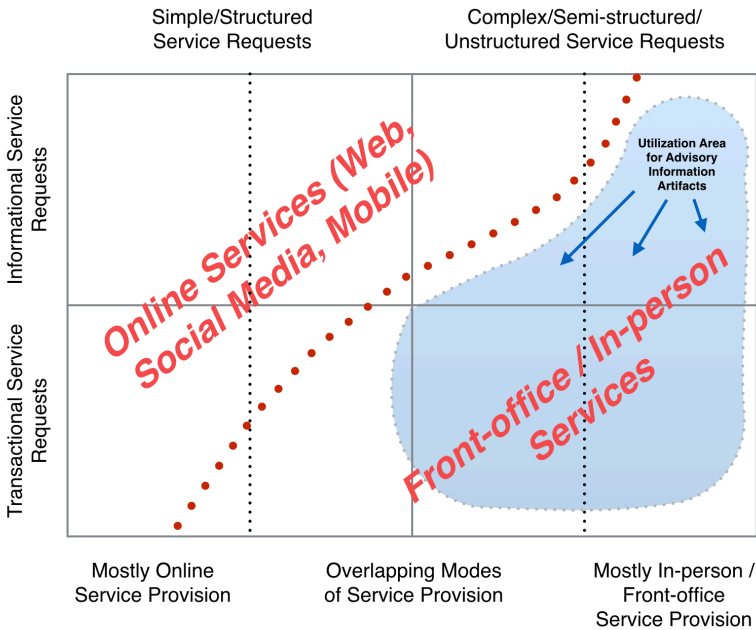 Simple/Structured
Service Requests
Complex/Semi-structured/
Unstructured Service Requests
Informational Service
Requests
Transactional Service
Requests
Online Services (Web,
Social Media, Mobile)
Utilization Area
for Advisory
Information
Artifacts
Front-office / In-person
Services
Mostly Online
Service Provision
Overlapping Modes
of Service Provision
Mostly In-person /
Front-office
Service Provision